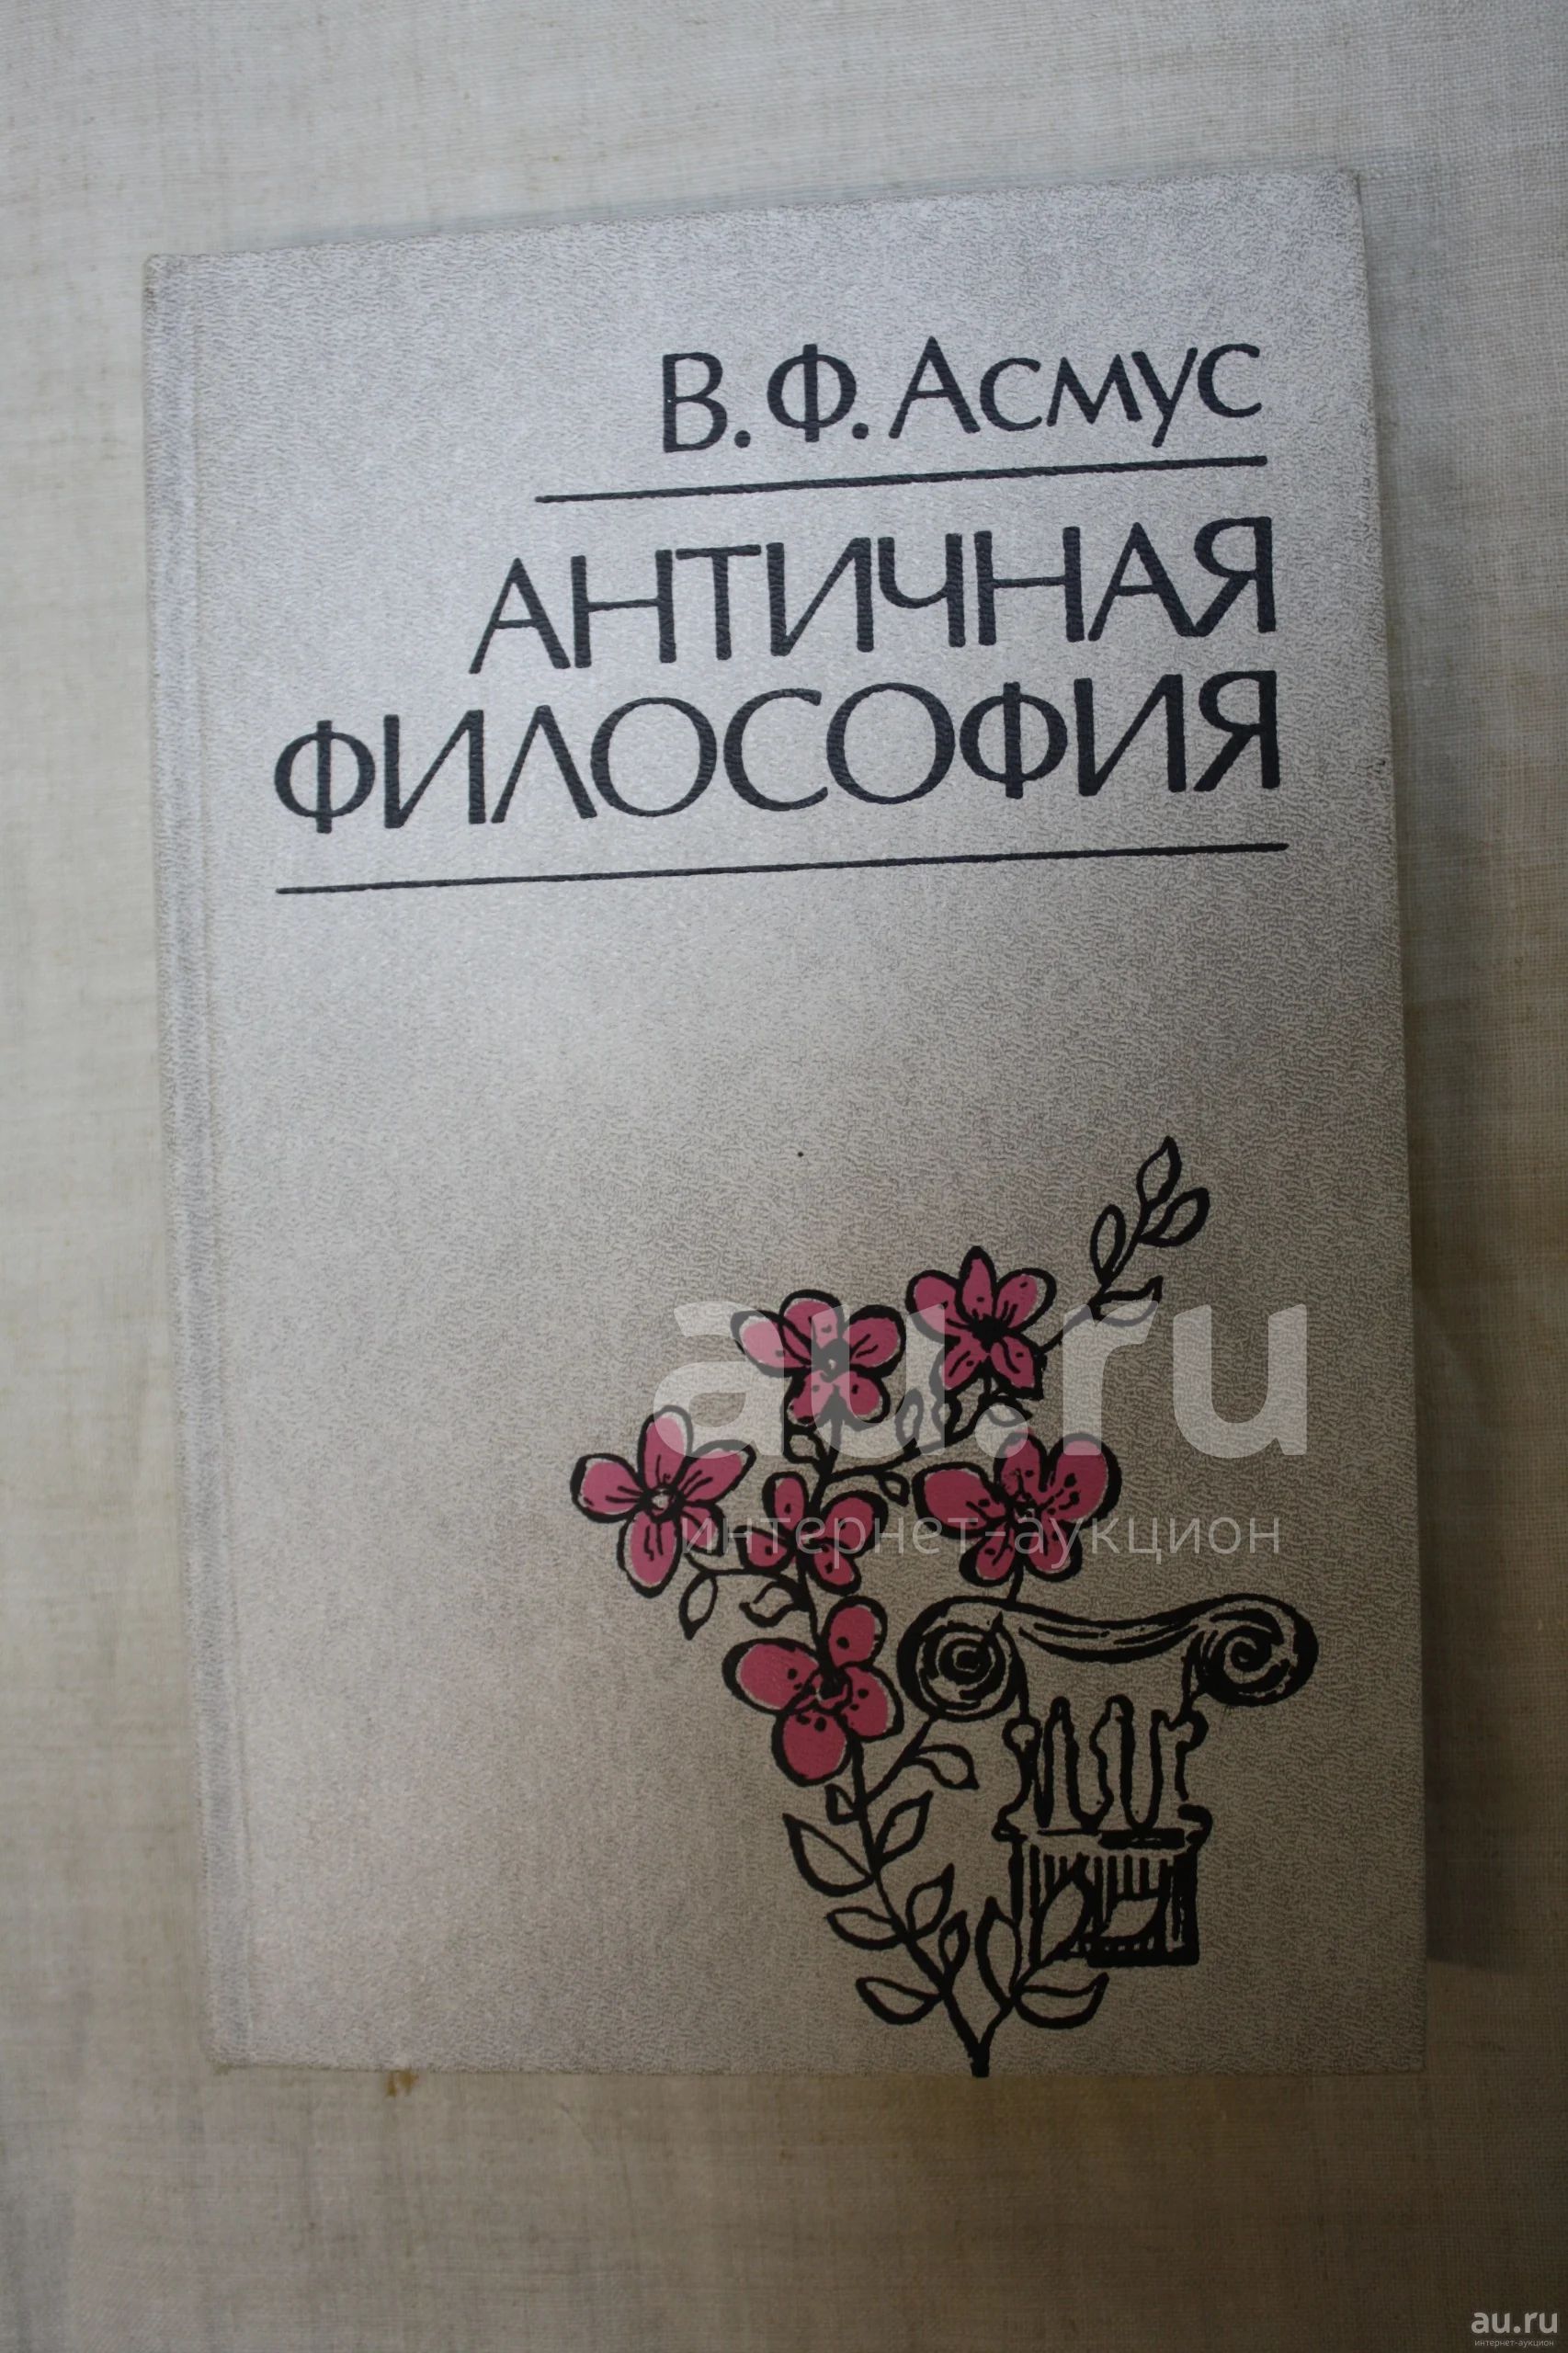 В. Ф. Асмус
АНТИЧНАЯ
ФИЛОСОФИЯ
au.ru
интернет-аукцион
au.ru
интернет-аукцион